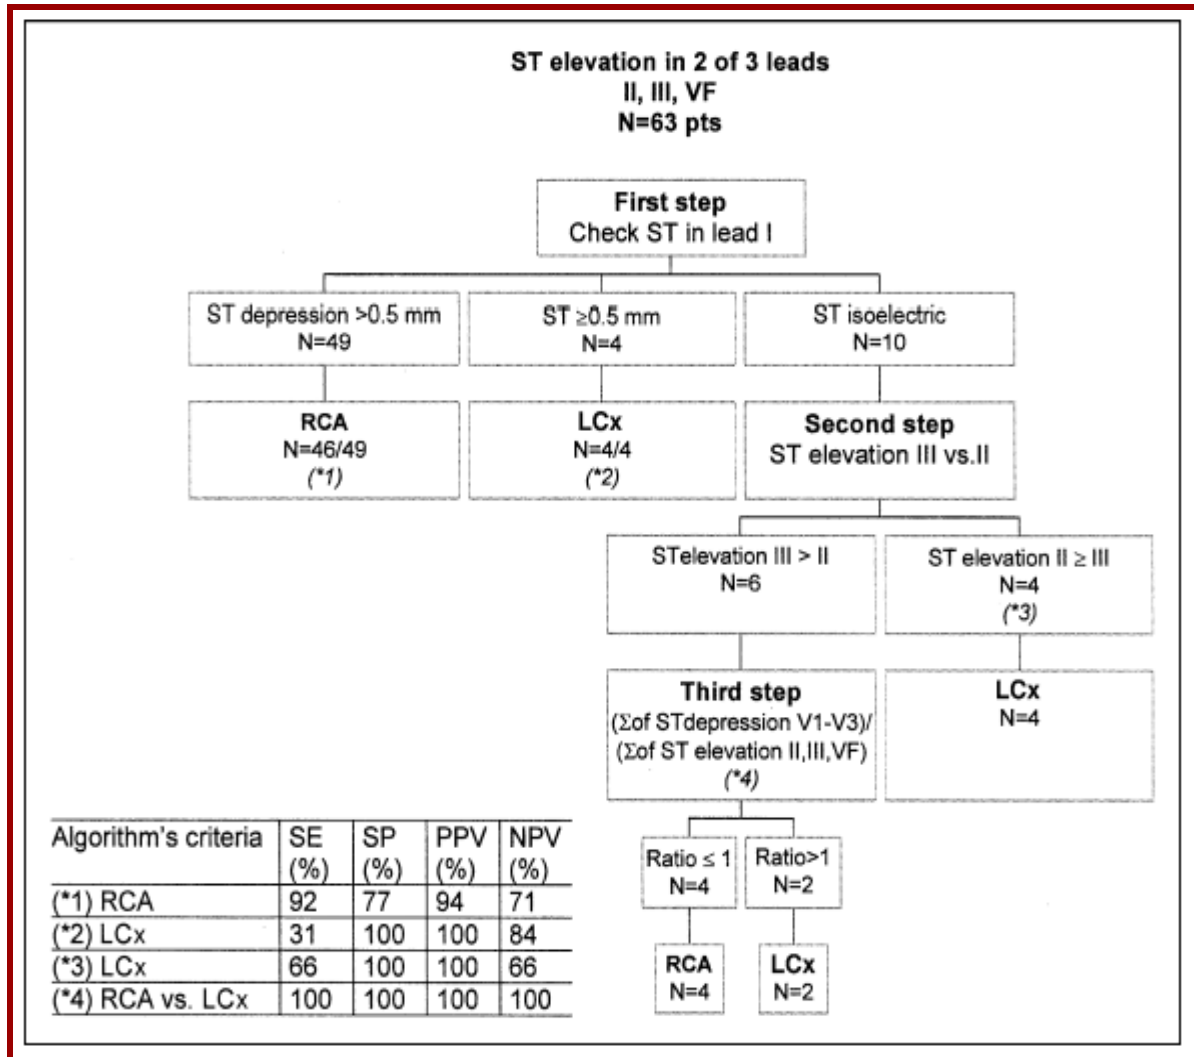 ST elevation in 2 of 3 leads
II, III, VF
N=63 pts
First step
Check ST in lead I
ST depression >0.5 mm
N=49
ST ≥0.5 mm
N=4
ST isoelectric
N=10
RCA
N=46/49
(*1)
LCx
N=4/4
(*2)
Second step
ST elevation III vs.II
STelevation III > II
N=6
ST elevation II ≥ III
N=4
(*3)
Third step
(Σof STdepression V1-V3)/
(Σof ST elevation II,III,VF)
(*4)
LCx
N=4
Ratio ≤ 1
N=4
Ratio>1
N=2
RCA
N=4
LCx
N=2
Algorithm's criteria SE (%) SP (%) PPV (%) NPV (%)
(*1) RCA 92 77 94 71
(*2) LCx 31 100 100 84
(*3) LCx 66 100 100 66
(*4) RCA vs. LCx 100 100 100 100